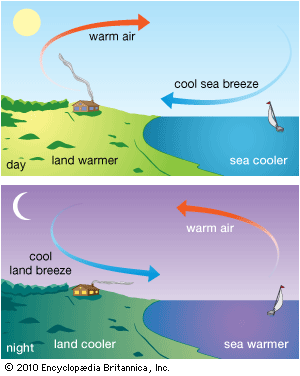 warm air
cool sea breeze
day
land warmer
sea cooler
warm air
cool
land breeze
night
land cooler
sea warmer
© 2010 Encyclopædia Britannica, Inc.